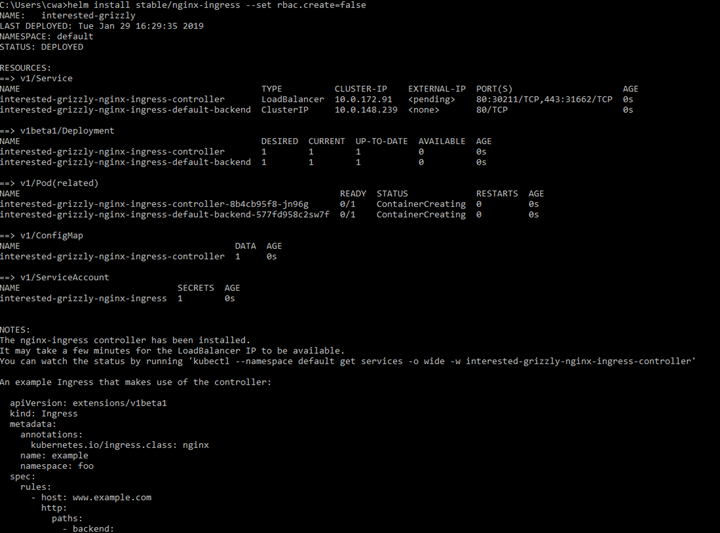 C:\Users\cwa>helm install stable/nginx-ingress --set rbac.create=false
NAME:   interested-grizzly
LAST DEPLOYED: Tue Jan 29 16:29:35 2019
NAMESPACE: default
STATUS: DEPLOYED
RESOURCES:
==> v1/Service
NAME                                              TYPE          CLUSTER-IP    EXTERNAL-IP  PORT(S)                     AGE
interested-grizzly-nginx-ingress-controller       LoadBalancer  10.0.172.91   <pending>    80:30211/TCP,443:31662/TCP  0s
interested-grizzly-nginx-ingress-default-backend  ClusterIP     10.0.148.239  <none>       80/TCP                      0s
==> v1beta1/Deployment
NAME                                              DESIRED  CURRENT  UP-TO-DATE  AVAILABLE  AGE
interested-grizzly-nginx-ingress-controller       1        1        1           0          0s
interested-grizzly-nginx-ingress-default-backend  1        1        1           0          0s
==> v1/Pod(related)
NAME                                                             READY  STATUS             RESTARTS  AGE
interested-grizzly-nginx-ingress-controller-8b4cb95f8-jn96g      0/1    ContainerCreating  0         0s
interested-grizzly-nginx-ingress-default-backend-577fd958c2sw7f  0/1    ContainerCreating  0         0s
==> v1/ConfigMap
NAME                                         DATA  AGE
interested-grizzly-nginx-ingress-controller  1     0s
==> v1/ServiceAccount
NAME                              SECRETS  AGE
interested-grizzly-nginx-ingress  1        0s
NOTES:
The nginx-ingress controller has been installed.
It may take a few minutes for the LoadBalancer IP to be available.
You can watch the status by running 'kubectl --namespace default get services -o wide -w interested-grizzly-nginx-ingress-controller'
An example Ingress that makes use of the controller:
  apiVersion: extensions/v1beta1
  kind: Ingress
  metadata:
    annotations:
      kubernetes.io/ingress.class: nginx
    name: example
    namespace: foo
  spec:
    rules:
      - host: www.example.com
        http:
          paths:
            - backend: